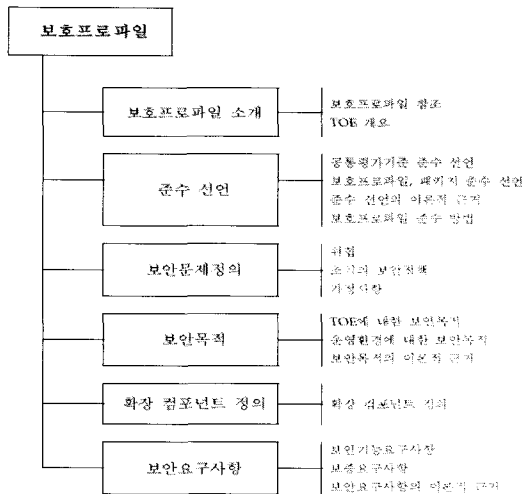 보호프로파일
보호프로파일 소개
보호프로파일 참조
TOE 개요
준수 선언
공통평가기준 준수 선언
보호프로파일, 패키지 준수 선언
준수 선언의 이론적 근거
보호프로파일 준수 방법
보안문제정의
위협
조직의 보안정책
가정사항
보안목적
TOE에 대한 보안목적
운영환경에 대한 보안목적
보안목적의 이론적 근거
확장 컴포넌트 정의
확장 컴포넌트 정의
보안요구사항
보안기능요구사항
보증요구사항
보안요구사항의 이론적 근거